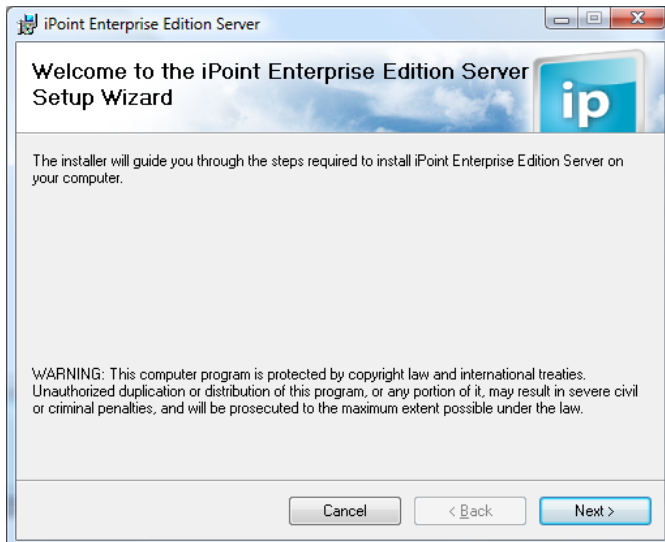 iPoint Enterprise Edition Server
Welcome to the iPoint Enterprise Edition Server
Setup Wizard
ip
The installer will guide you through the steps required to install iPoint Enterprise Edition Server on
your computer.
WARNING: This computer program is protected by copyright law and international treaties.
Unauthorized duplication or distribution of this program, or any portion of it, may result in severe civil
or criminal penalties, and will be prosecuted to the maximum extent possible under the law.
Cancel < Back Next >